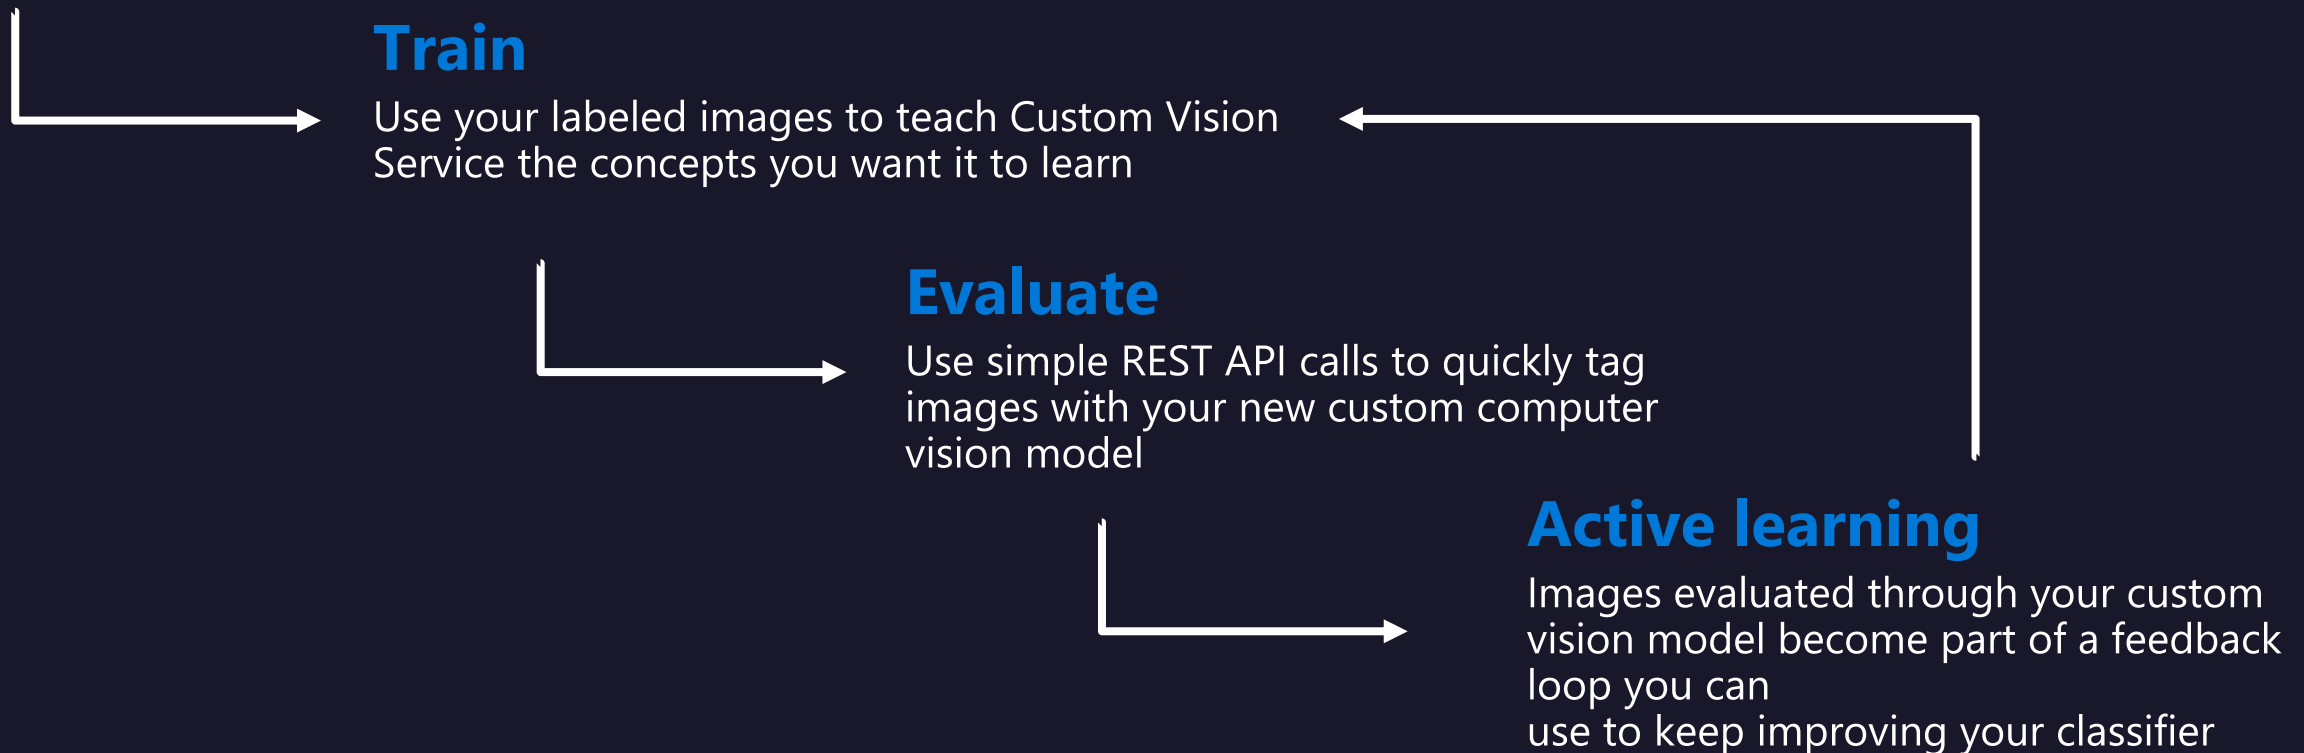 Train
Use your labeled images to teach Custom Vision
Service the concepts you want it to learn
Evaluate
Use simple REST API calls to quickly tag
images with your new custom computer
vision model
Active learning
Images evaluated through your custom
vision model become part of a feedback
loop you can
use to keep improving your classifier